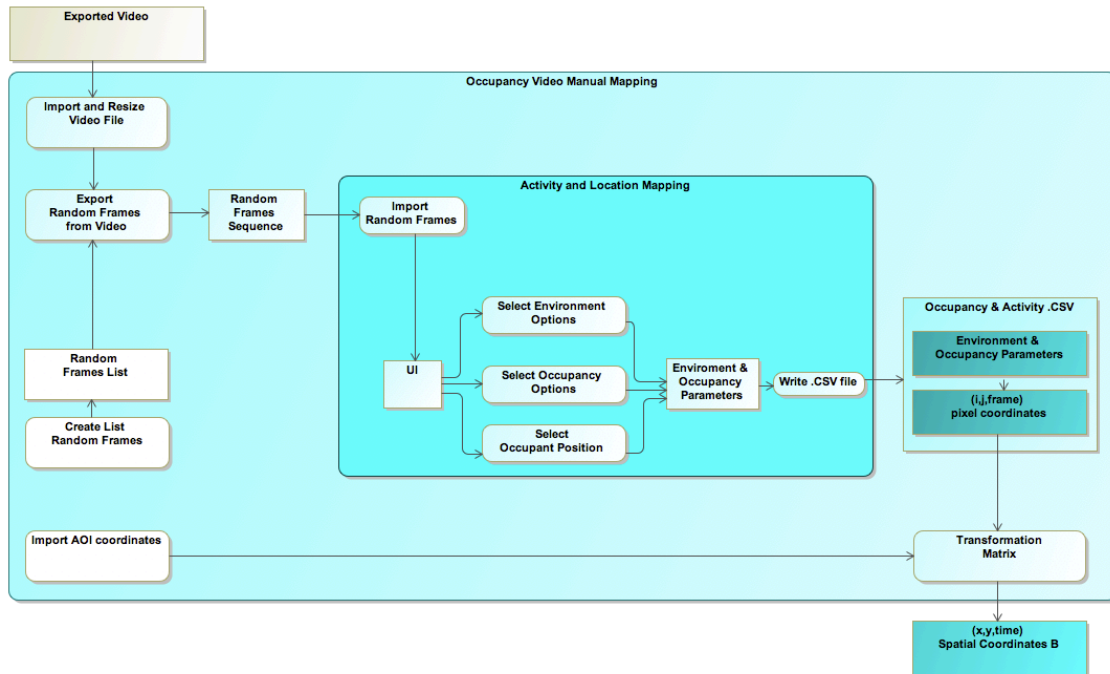 Exported Video
Occupancy Video Manual Mapping
Import and Resize
Video File
Export
Random Frames
from Video
Random
Frames
Sequence
Random
Frames List
Create List
Random Frames
Import AOI coordinates
Activity and Location Mapping
Import
Random Frames
UI
Select Environment
Options
Select Occupancy
Options
Select
Occupant Position
Enviroment &
Occupancy
Parameters
Write .CSV file
Occupancy & Activity .CSV
Environment &
Occupancy Parameters
(i,j,frame)
pixel coordinates
Transformation
Matrix
(x,y,time)
Spatial Coordinates B